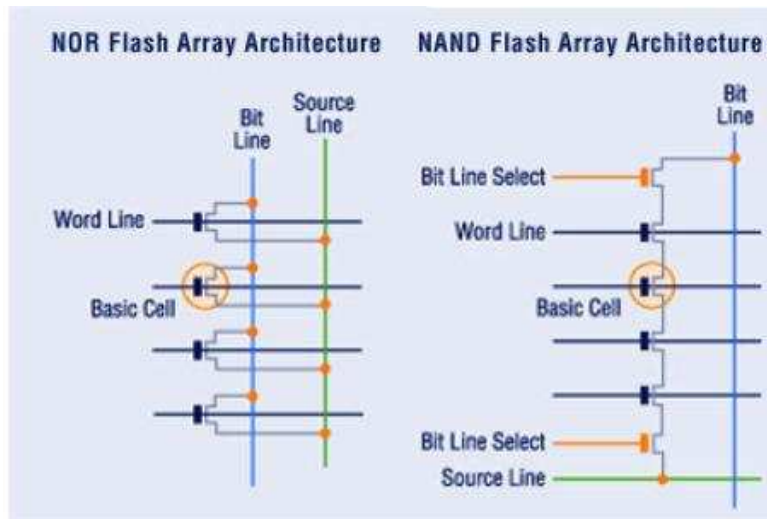 NOR Flash Array Architecture
Bit
Line
Source
Line
Word Line
Basic Cell
NAND Flash Array Architecture
Bit
Line
Bit Line Select
Word Line
Basic Cell
Bit Line Select
Source Line